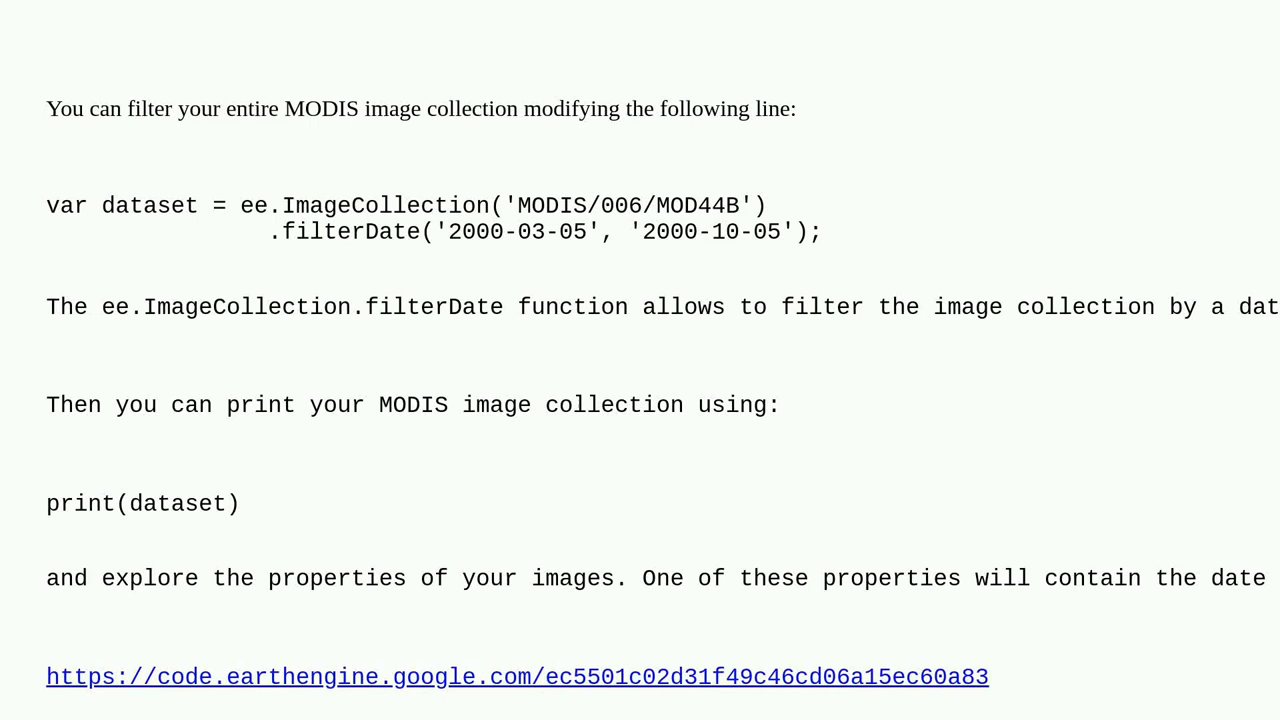 You can filter your entire MODIS image collection modifying the following line:
var dataset = ee.ImageCollection('MODIS/006/MOD44B')
.filterDate('2000-03-05', '2000-10-05');
The ee.ImageCollection.filterDate function allows to filter the image collection by a dat
Then you can print your MODIS image collection using:
print(dataset)
and explore the properties of your images. One of these properties will contain the date
https://code.earthengine.google.com/ec5501c02d31f49c46cd06a15ec60a83